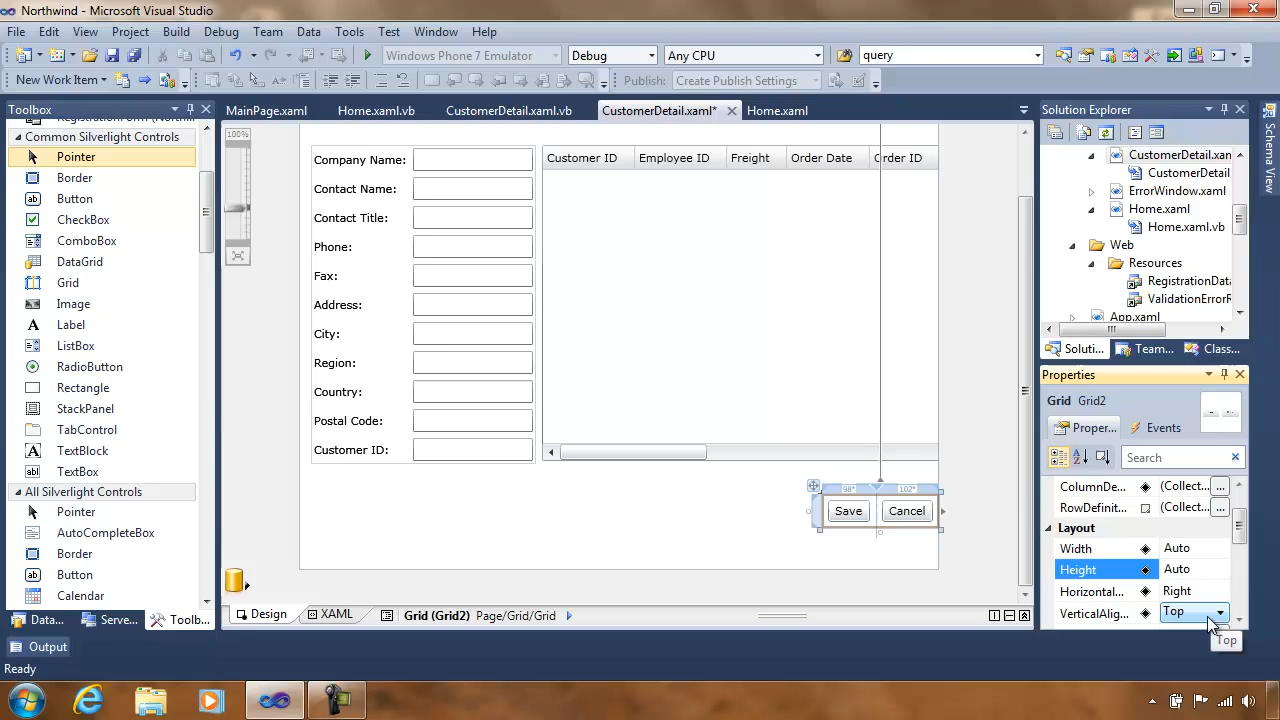 Northwind - Microsoft Visual Studio
File Edit View Project Build Debug Team Data Tools Test Window Help
Windows Phone 7 Emulator Debug Any CPU query
New Work Item Publish: Create Publish Settings
Toolbox
MainPage.xaml Home.xaml.vb CustomerDetail.xaml.vb CustomerDetail.xaml* Home.xaml
Common Silverlight Controls
Pointer
Border
Button
CheckBox
ComboBox
DataGrid
Grid
Image
Label
ListBox
RadioButton
Rectangle
StackPanel
TabControl
TextBlock
TextBox
All Silverlight Controls
Pointer
AutoCompleteBox
Border
Button
Calendar
Data... Serve... Toolbox
100%
Company Name:
Contact Name:
Contact Title:
Phone:
Fax:
Address:
City:
Region:
Country:
Postal Code:
Customer ID:
Customer ID Employee ID Freight Order Date Order ID
98* 102*
Save Cancel
Design XAML Grid (Grid2) Page/Grid/Grid
Solution Explorer
CustomerDetail.xam
CustomerDetail
ErrorWindow.xaml
Home.xaml
Home.xaml.vb
Web
Resources
RegistrationData
ValidationErrorR
App.xaml
Soluti... Team... Class...
Schema View
Properties
Grid Grid2
Proper... Events
Search
ColumnDe... (Collect... ...
RowDefinit... (Collect... ...
Layout
Width Auto
Height Auto
Horizontal... Right
VerticalAlig... Top
Top
Output
Ready